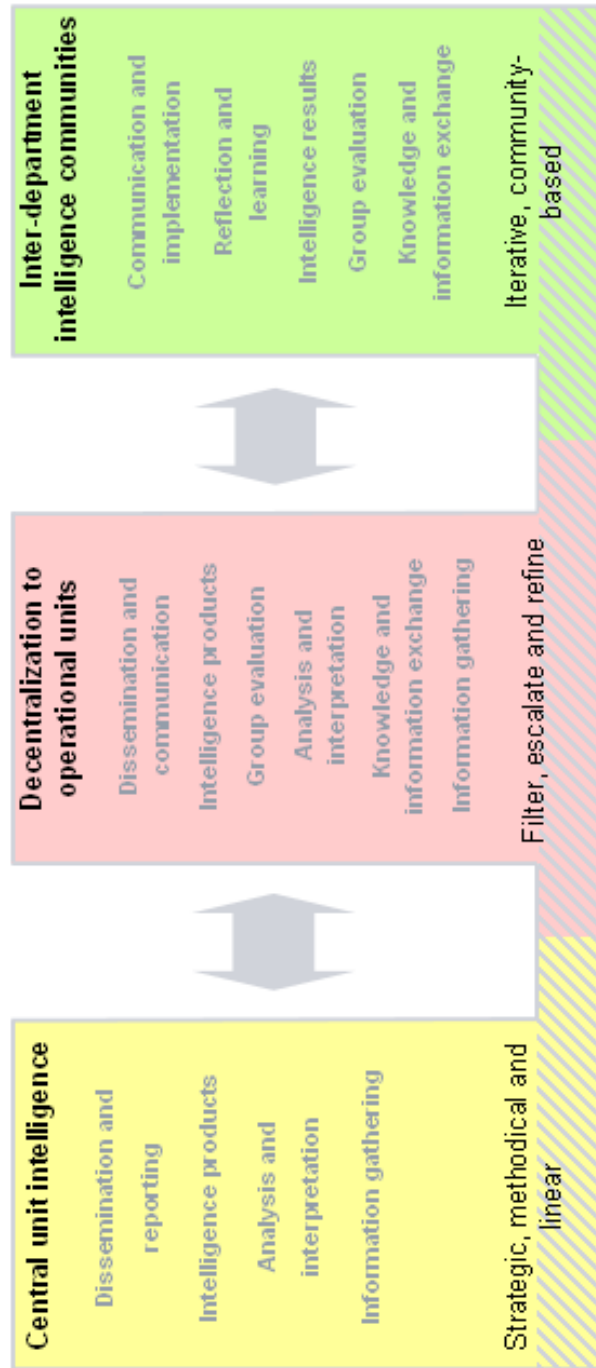 Central unit intelligence
Dissemination and
reporting
Intelligence products
Analysis and
interpretation
Information gathering
Strategic, methodical and
linear
Decentralization to
operational units
Dissemination and
communication
Intelligence products
Group evaluation
Analysis and
interpretation
Knowledge and
information exchange
Information gathering
Filter, escalate and refine
Inter-department
intelligence communities
Communication and
implementation
Reflection and
learning
Intelligence results
Group evaluation
Knowledge and
information exchange
Iterative, community-
based